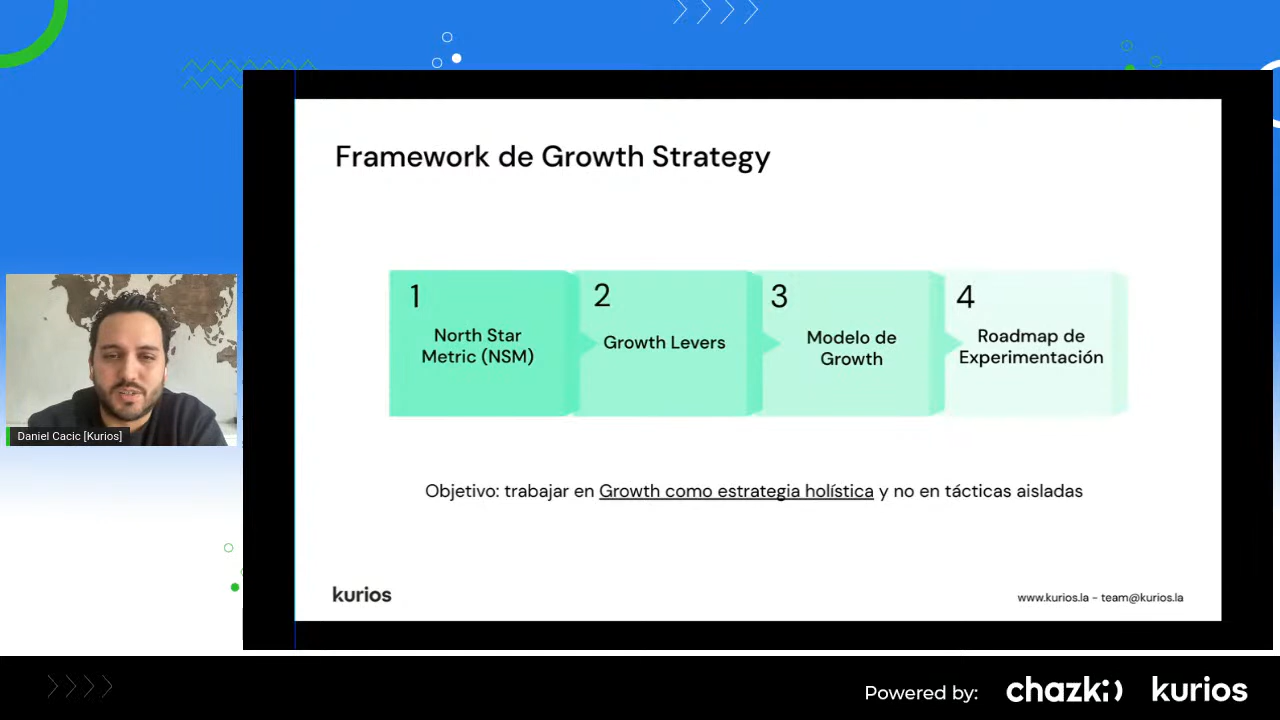 Framework de Growth Strategy
1
North Star
Metric (NSM)
2
Growth Levers
3
Modelo de
Growth
4
Roadmap de
Experimentación
Objetivo: trabajar en Growth como estrategia holística y no en tácticas aisladas
kurios
www.kurios.la - team@kurios.la
Daniel Cacic [Kurios]
Powered by:
chazki
kurios